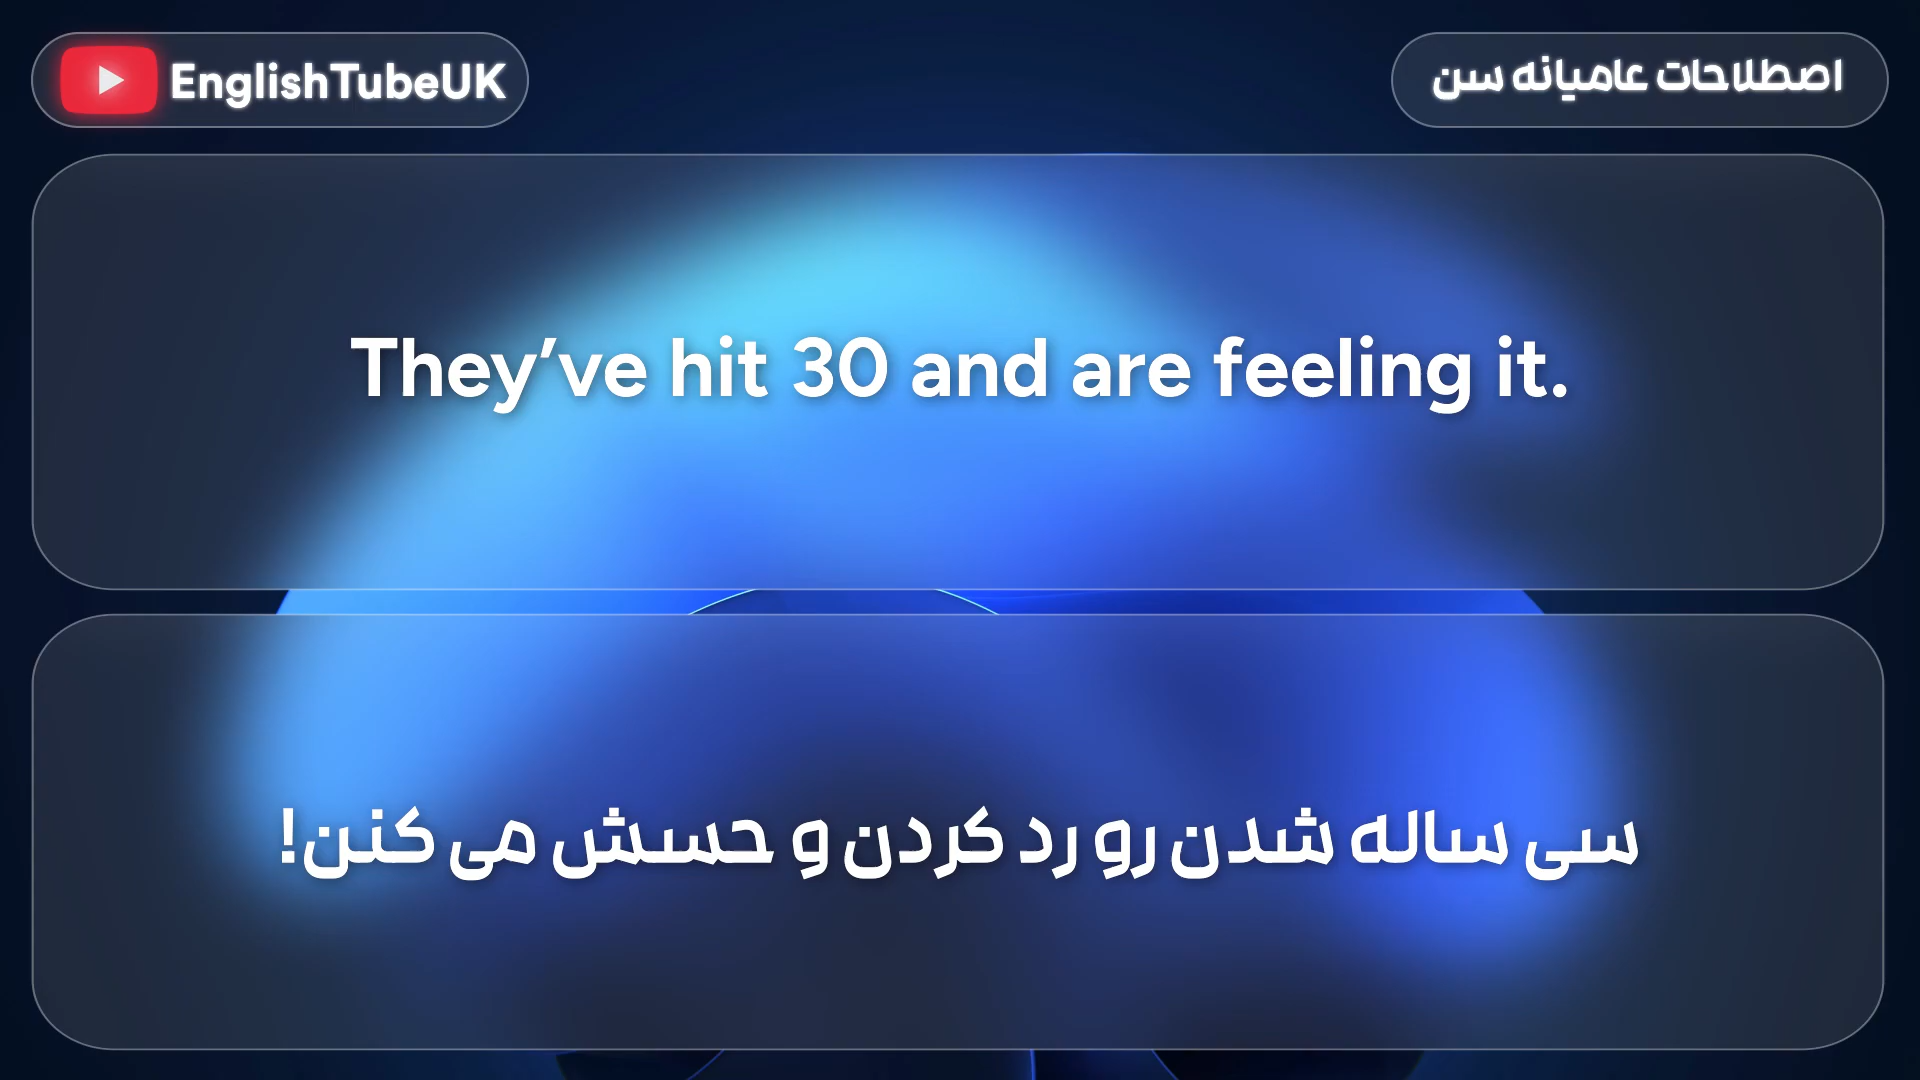 EnglishTubeUK
اصطلاحات عامیانه سن
They’ve hit 30 and are feeling it.
سی ساله شدن رو رد کردن و حسش می کنن!